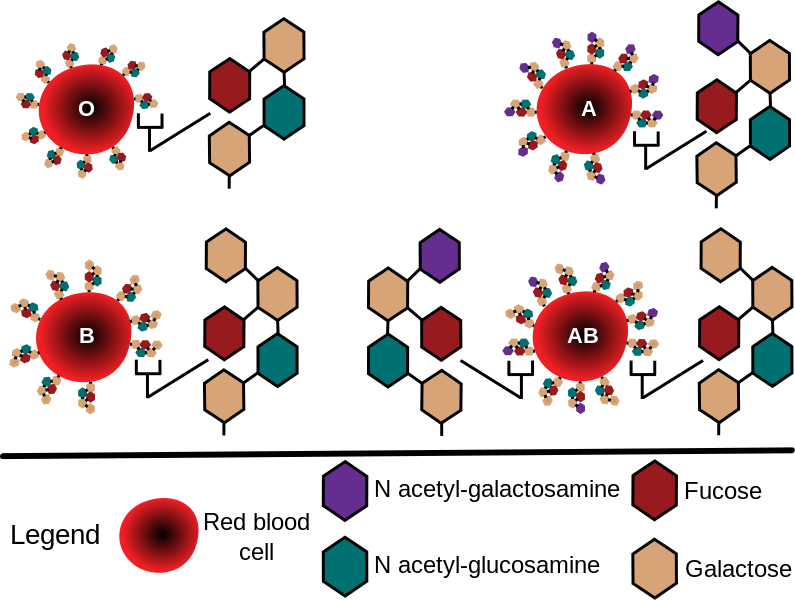 O
A
B
AB
Legend
Red blood
cell
N acetyl-galactosamine
Fucose
N acetyl-glucosamine
Galactose